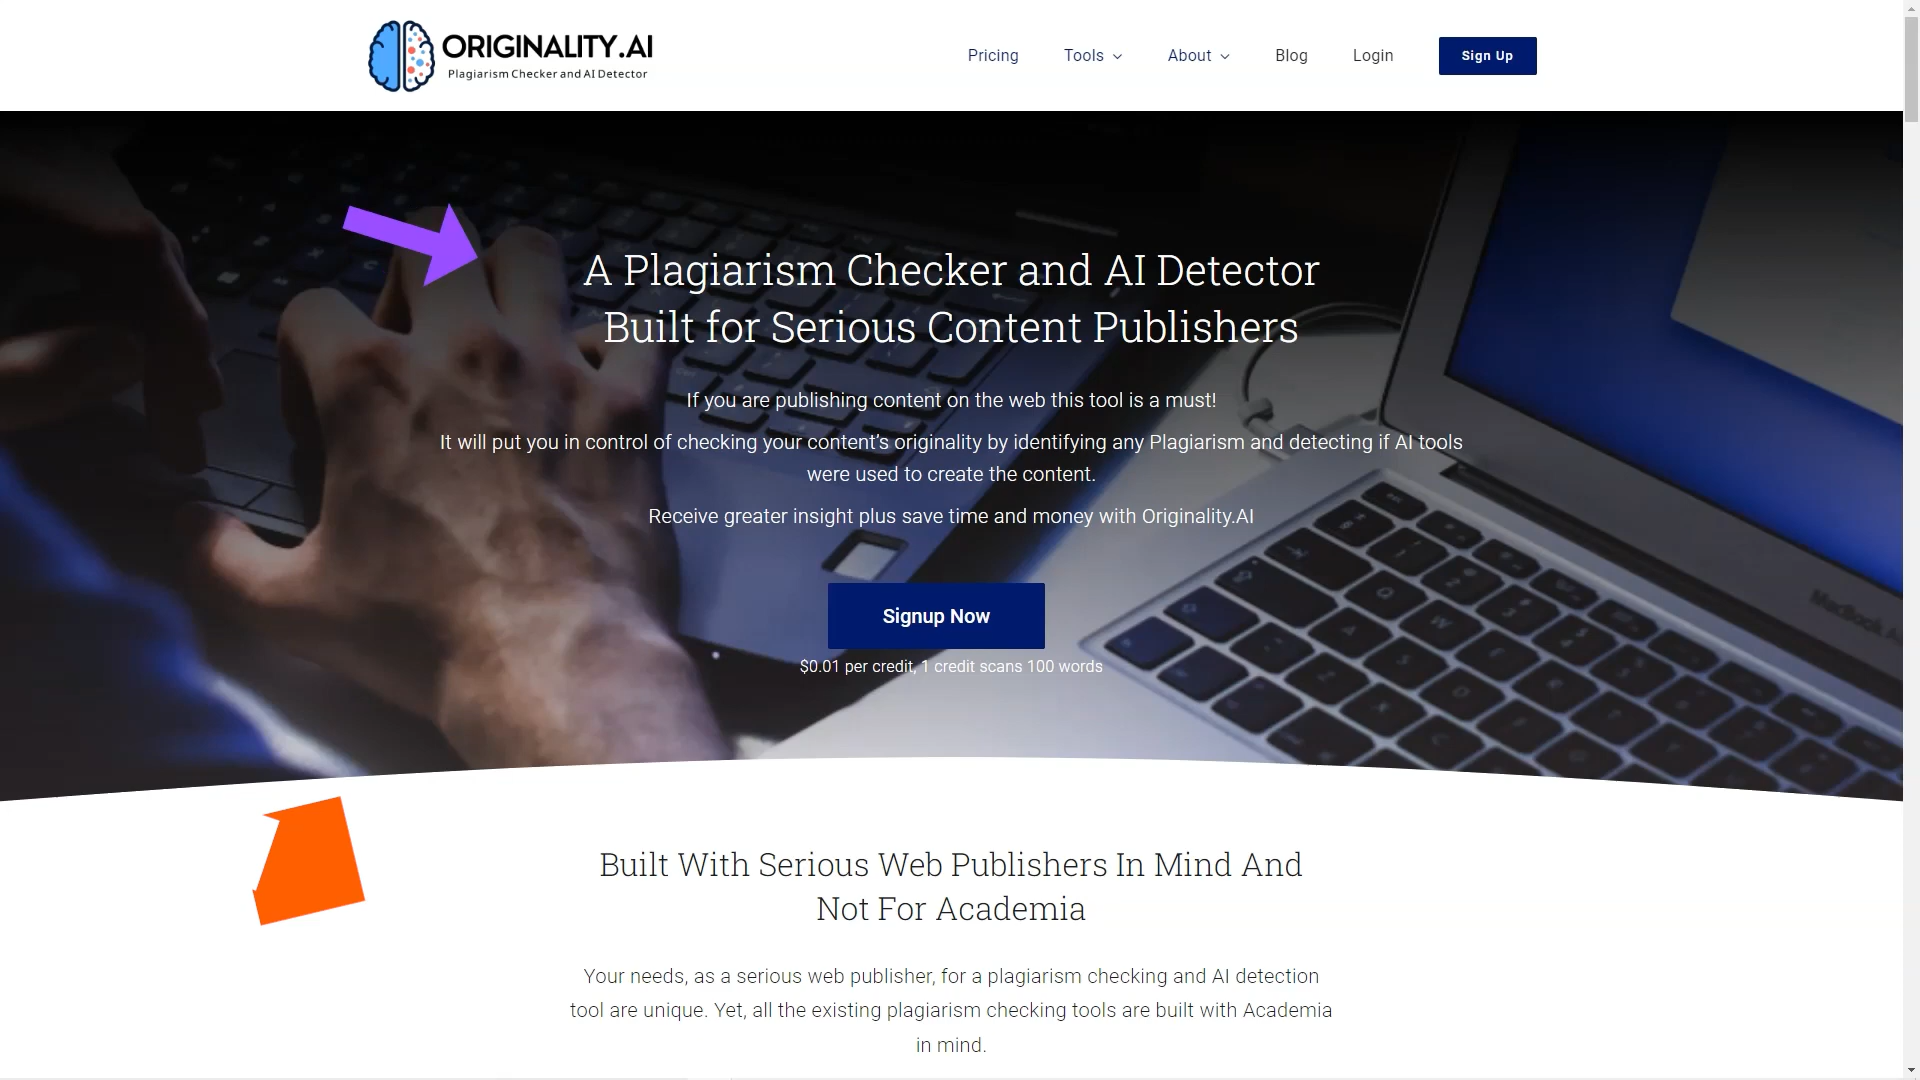 ORIGINALITY.AI
Plagiarism Checker and AI Detector
Pricing
Tools
About
Blog
Login
Sign Up
A Plagiarism Checker and AI Detector
Built for Serious Content Publishers
If you are publishing content on the web this tool is a must!
It will put you in control of checking your content’s originality by identifying any Plagiarism and detecting if AI tools
were used to create the content.
Receive greater insight plus save time and money with Originality.AI
Signup Now
$0.01 per credit, 1 credit scans 100 words
Built With Serious Web Publishers In Mind And
Not For Academia
Your needs, as a serious web publisher, for a plagiarism checking and AI detection
tool are unique. Yet, all the existing plagiarism checking tools are built with Academia
in mind.